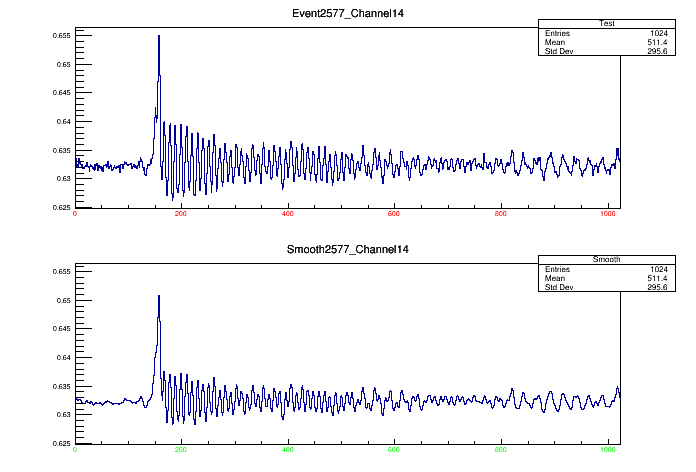 Event2577_Channel14
Test
Entries 1024
Mean 511.4
Std Dev 295.6
0.655
0.65
0.645
0.64
0.635
0.63
0.625
0 200 400 600 800 1000
Smooth2577_Channel14
Smooth
Entries 1024
Mean 511.4
Std Dev 295.6
0.655
0.65
0.645
0.64
0.635
0.63
0.625
0 200 400 600 800 1000